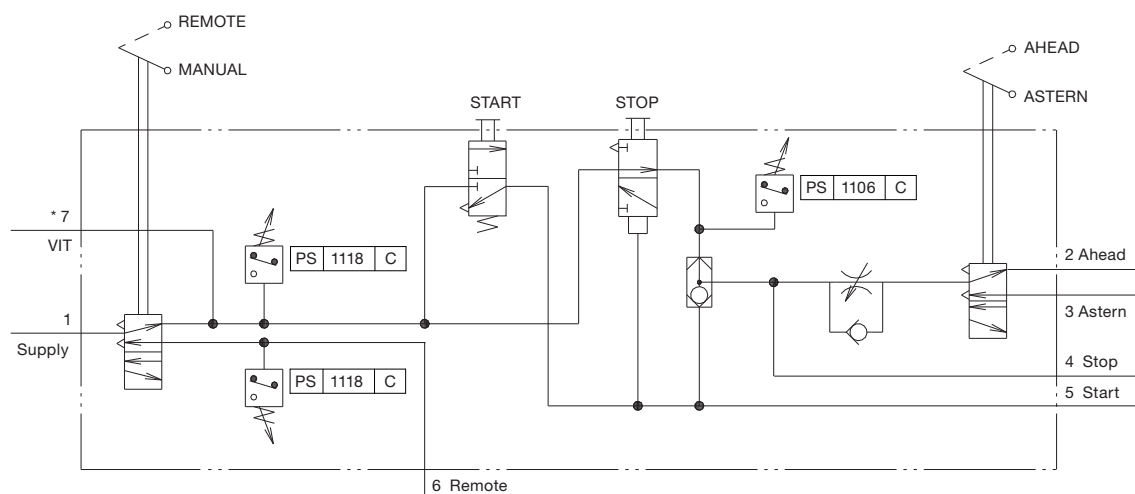 REMOTE
MANUAL
AHEAD
ASTERN
START
STOP
PS 1106 C
* 7
VIT
PS 1118 C
2 Ahead
3 Astern
1
Supply
4 Stop
PS 1118 C
5 Start
6 Remote